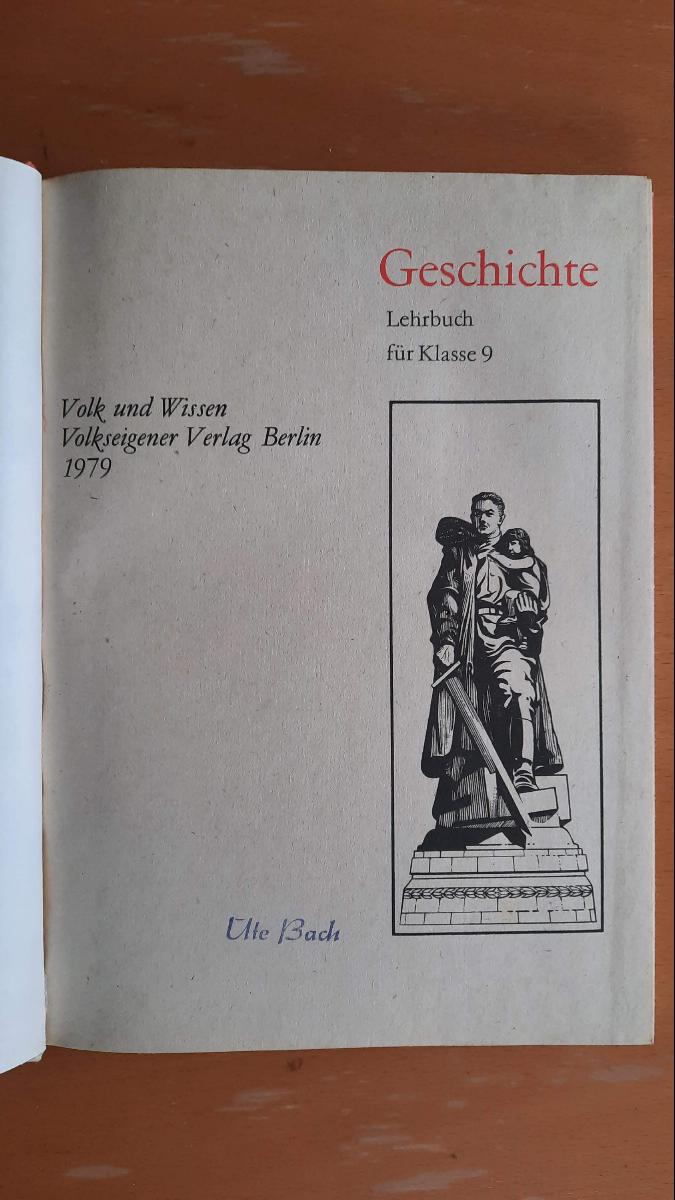 Geschichte
Lehrbuch
für Klasse 9
Volk und Wissen
Volkseigener Verlag Berlin
1979
Ute Bach